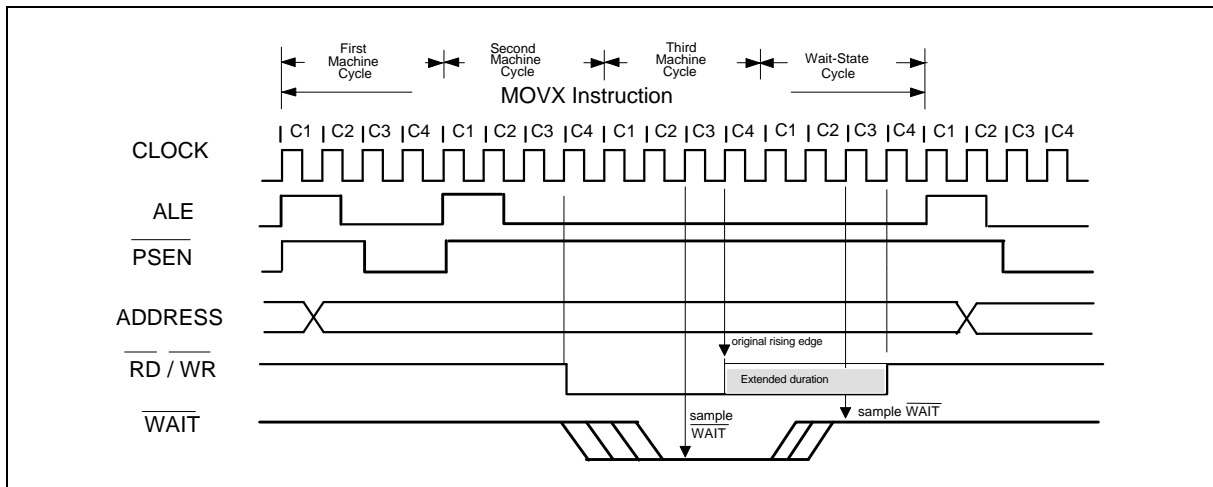 First
Machine
Cycle
Second
Machine
Cycle
Third
Machine
Cycle
Wait-State
Cycle
MOVX Instruction
C1 C2 C3 C4 C1 C2 C3 C4 C1 C2 C3 C4 C1 C2 C3 C4 C1 C2 C3 C4
CLOCK
ALE
PSEN
ADDRESS
original rising edge
RD / WR
Extended duration
sample
WAIT
sample WAIT
WAIT